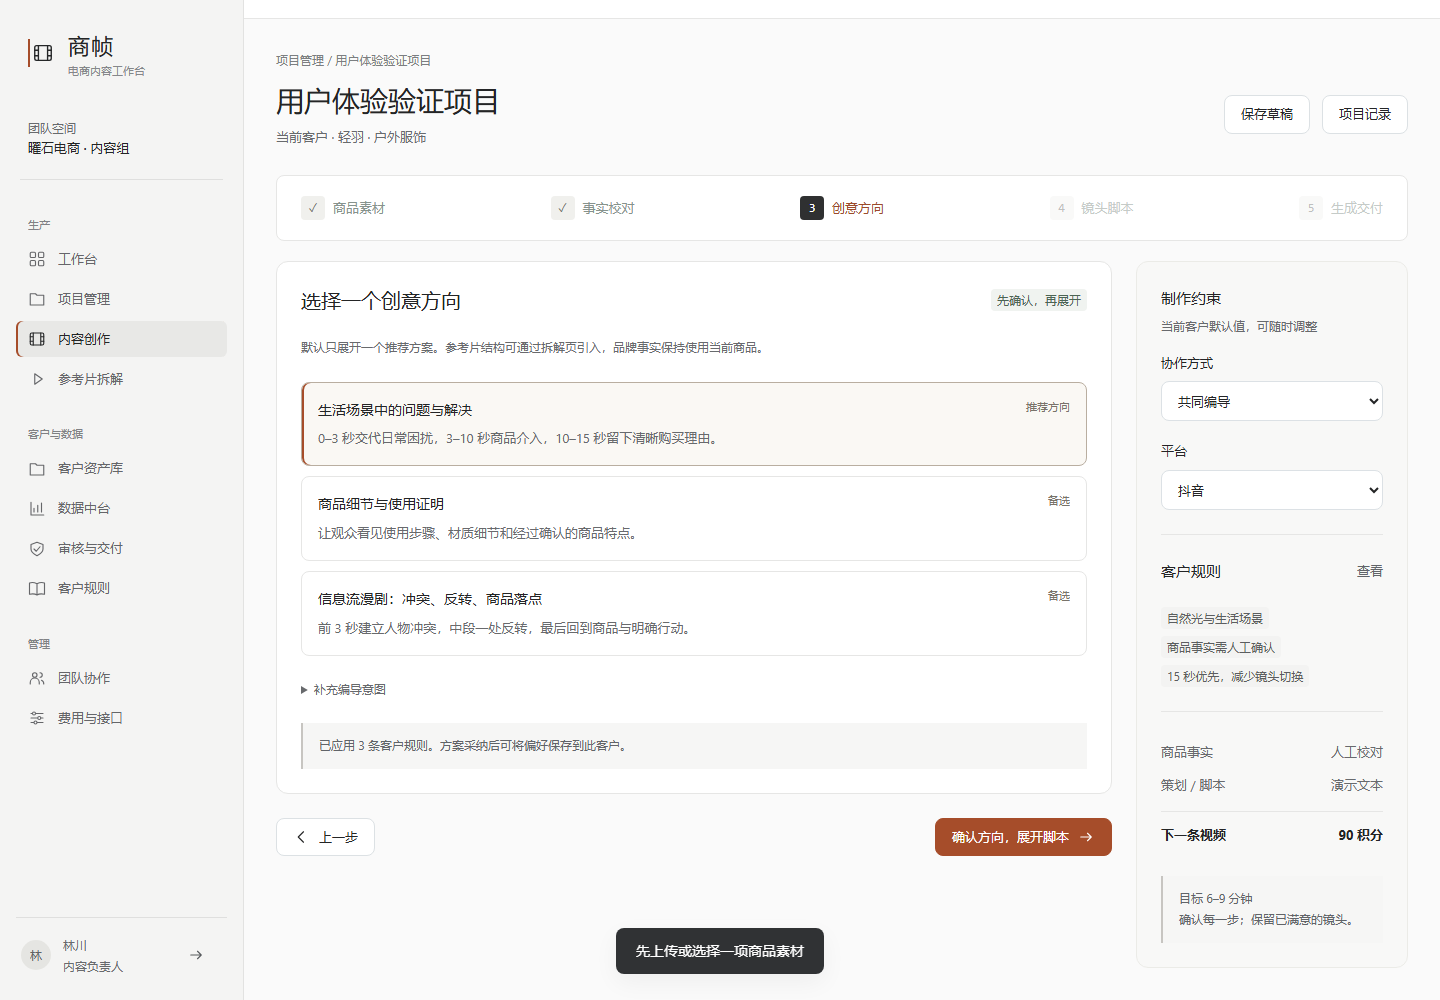 商帧
电商内容工作台
团队空间
曜石电商 · 内容组
生产
工作台
项目管理
内容创作
参考片拆解
客户与数据
客户资产库
数据中台
审核与交付
客户规则
管理
团队协作
费用与接口
林
林川
内容负责人
项目管理 / 用户体验验证项目
用户体验验证项目
当前客户 · 轻羽 · 户外服饰
保存草稿
项目记录
✓ 商品素材
✓ 事实校对
3 创意方向
4 镜头脚本
5 生成交付
选择一个创意方向
先确认，再展开
默认只展开一个推荐方案。参考片结构可通过拆解页引入，品牌事实保持使用当前商品。
生活场景中的问题与解决
推荐方向
0–3 秒交代日常困扰，3–10 秒商品介入，10–15 秒留下清晰购买理由。
商品细节与使用证明
备选
让观众看见使用步骤、材质细节和经过确认的商品特点。
信息流漫剧：冲突、反转、商品落点
备选
前 3 秒建立人物冲突，中段一处反转，最后回到商品与明确行动。
补充编导意图
已应用 3 条客户规则。方案采纳后可将偏好保存到此客户。
上一步
确认方向，展开脚本
制作约束
当前客户默认值，可随时调整
协作方式
共同编导
平台
抖音
客户规则
查看
自然光与生活场景
商品事实需人工确认
15 秒优先，减少镜头切换
商品事实
人工校对
策划 / 脚本
演示文本
下一条视频
90 积分
目标 6–9 分钟
确认每一步；保留已满意的镜头。
先上传或选择一项商品素材